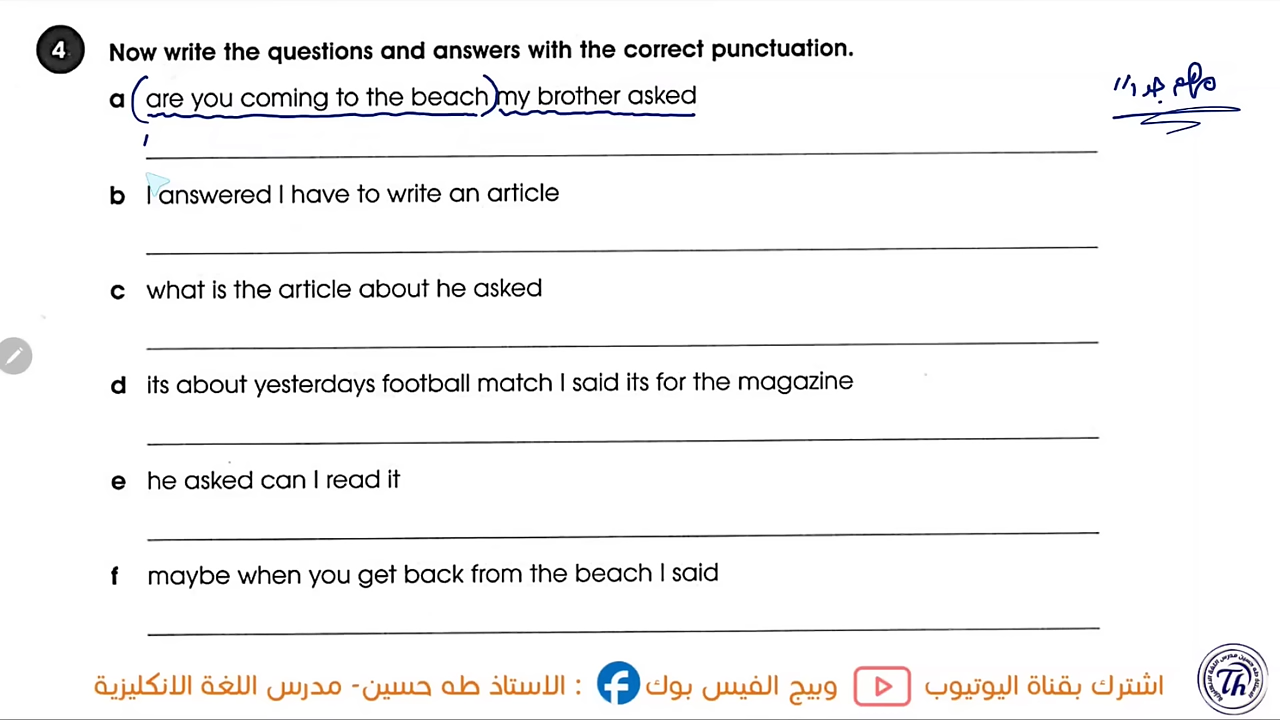 4 Now write the questions and answers with the correct punctuation.
a (are you coming to the beach) my brother asked
مهم جدا!!
b I answered I have to write an article
c what is the article about he asked
d its about yesterdays football match I said its for the magazine
e he asked can I read it
f maybe when you get back from the beach I said
اشترك بقناة اليوتيوب وبيج الفيس بوك : الاستاذ طه حسين- مدرس اللغة الانكليزية
Th